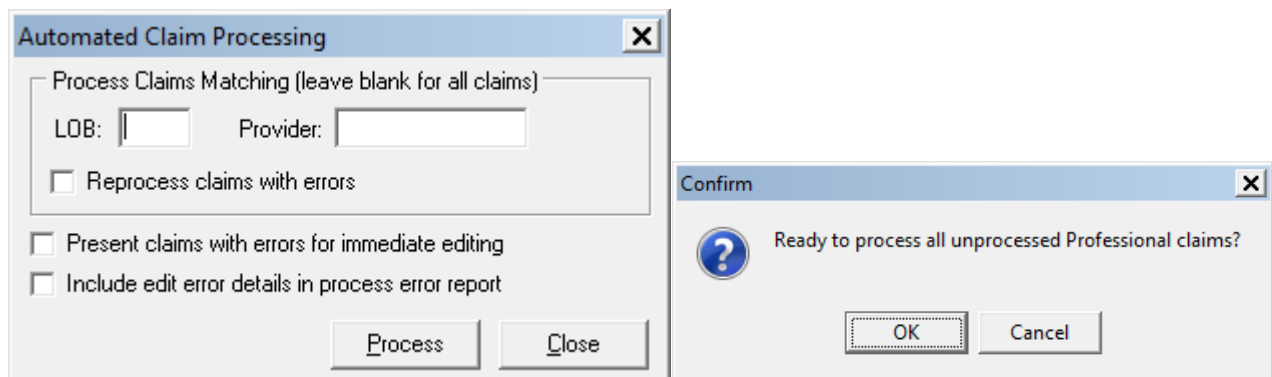 Automated Claim Processing
Process Claims Matching (leave blank for all claims)
LOB: Provider:
Reprocess claims with errors
Present claims with errors for immediate editing
Include edit error details in process error report
Process Close
Confirm
Ready to process all unprocessed Professional claims?
OK Cancel